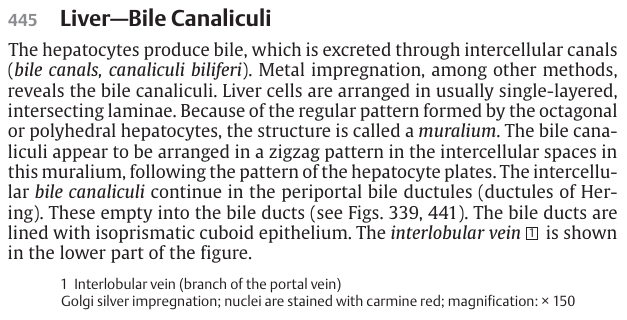 445 Liver—Bile Canaliculi
The hepatocytes produce bile, which is excreted through intercellular canals
(bile canals, canaliculi biliferi). Metal impregnation, among other methods,
reveals the bile canaliculi. Liver cells are arranged in usually single-layered,
intersecting laminae. Because of the regular pattern formed by the octagonal
or polyhedral hepatocytes, the structure is called a muralium. The bile cana-
liculi appear to be arranged in a zigzag pattern in the intercellular spaces in
this muralium, following the pattern of the hepatocyte plates. The intercellu-
lar bile canaliculi continue in the periportal bile ductules (ductules of Her-
ing). These empty into the bile ducts (see Figs. 339, 441). The bile ducts are
lined with isoprismatic cuboid epithelium. The interlobular vein 1 is shown
in the lower part of the figure.
1 Interlobular vein (branch of the portal vein)
Golgi silver impregnation; nuclei are stained with carmine red; magnification: × 150